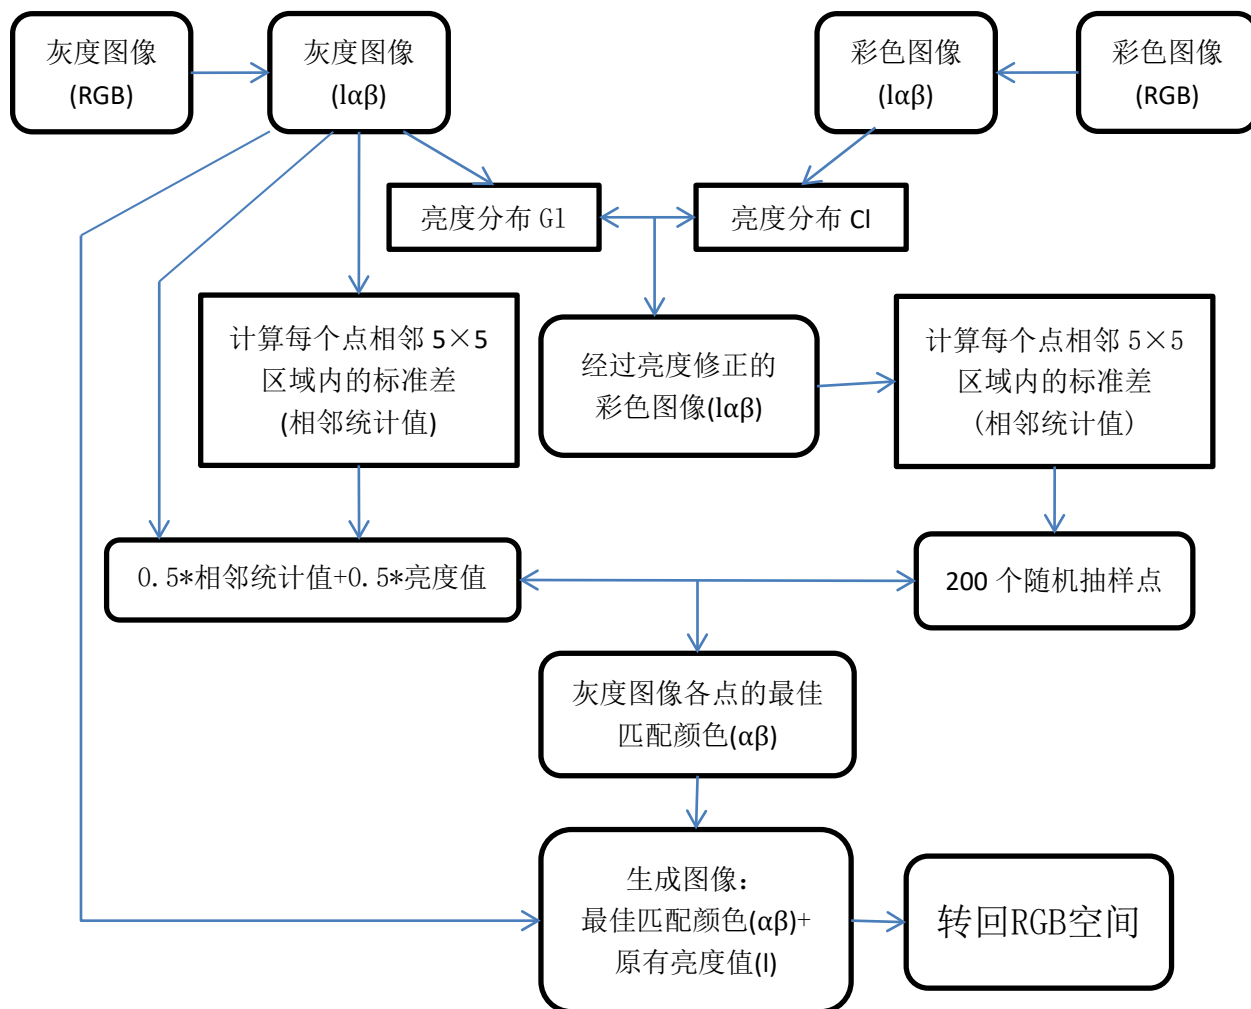 灰度图像
(RGB)
灰度图像
(lαβ)
彩色图像
(lαβ)
彩色图像
(RGB)
亮度分布 Gl
亮度分布 Cl
计算每个点相邻 5×5
区域内的标准差
(相邻统计值)
经过亮度修正的
彩色图像(lαβ)
计算每个点相邻 5×5
区域内的标准差
(相邻统计值)
0.5*相邻统计值+0.5*亮度值
200 个随机抽样点
灰度图像各点的最佳
匹配颜色(αβ)
生成图像：
最佳匹配颜色(αβ)+
原有亮度值(l)
转回RGB空间